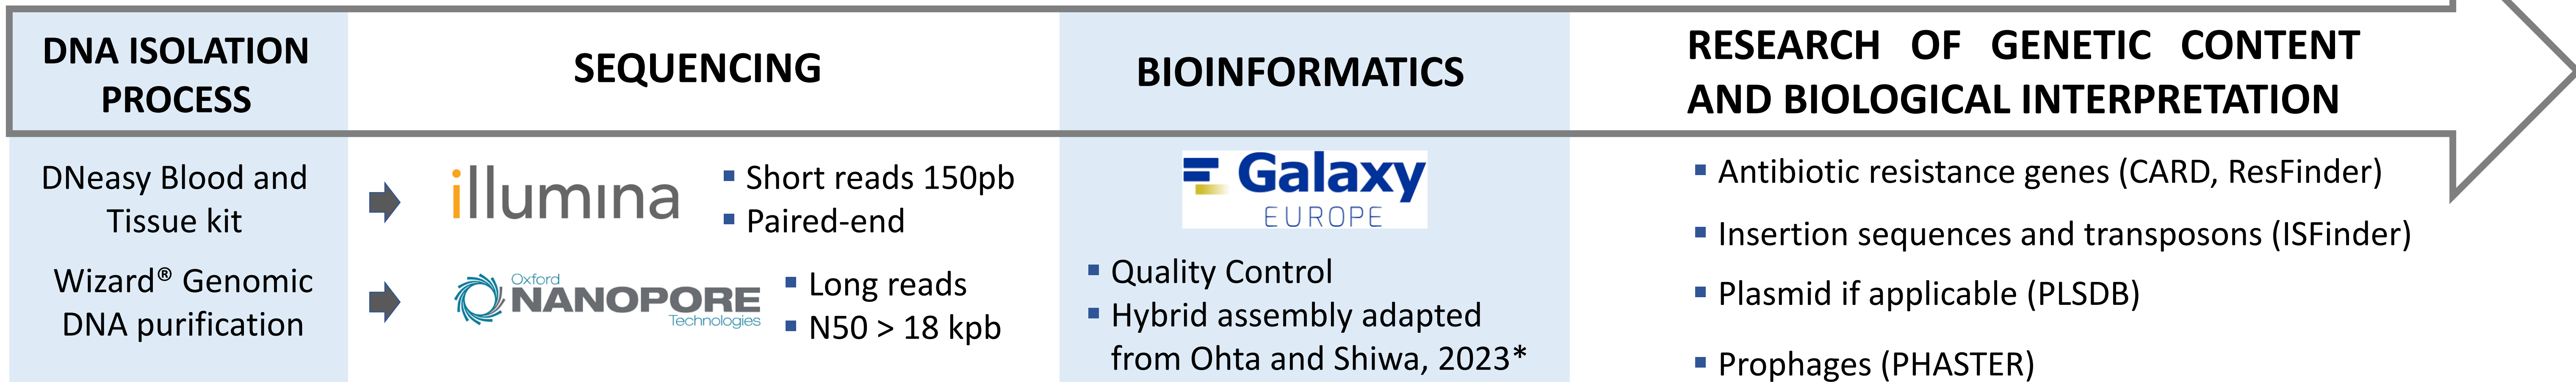 DNA ISOLATION
PROCESS
SEQUENCING
BIOINFORMATICS
RESEARCH OF GENETIC CONTENT
AND BIOLOGICAL INTERPRETATION
DNeasy Blood and
Tissue kit
illumina
▪ Short reads 150pb
▪ Paired-end
Wizard® Genomic
DNA purification
Oxford
NANOPORE
Technologies
▪ Long reads
▪ N50 > 18 kpb
Galaxy
EUROPE
▪ Quality Control
▪ Hybrid assembly adapted
from Ohta and Shiwa, 2023*
▪ Antibiotic resistance genes (CARD, ResFinder)
▪ Insertion sequences and transposons (ISFinder)
▪ Plasmid if applicable (PLSDB)
▪ Prophages (PHASTER)